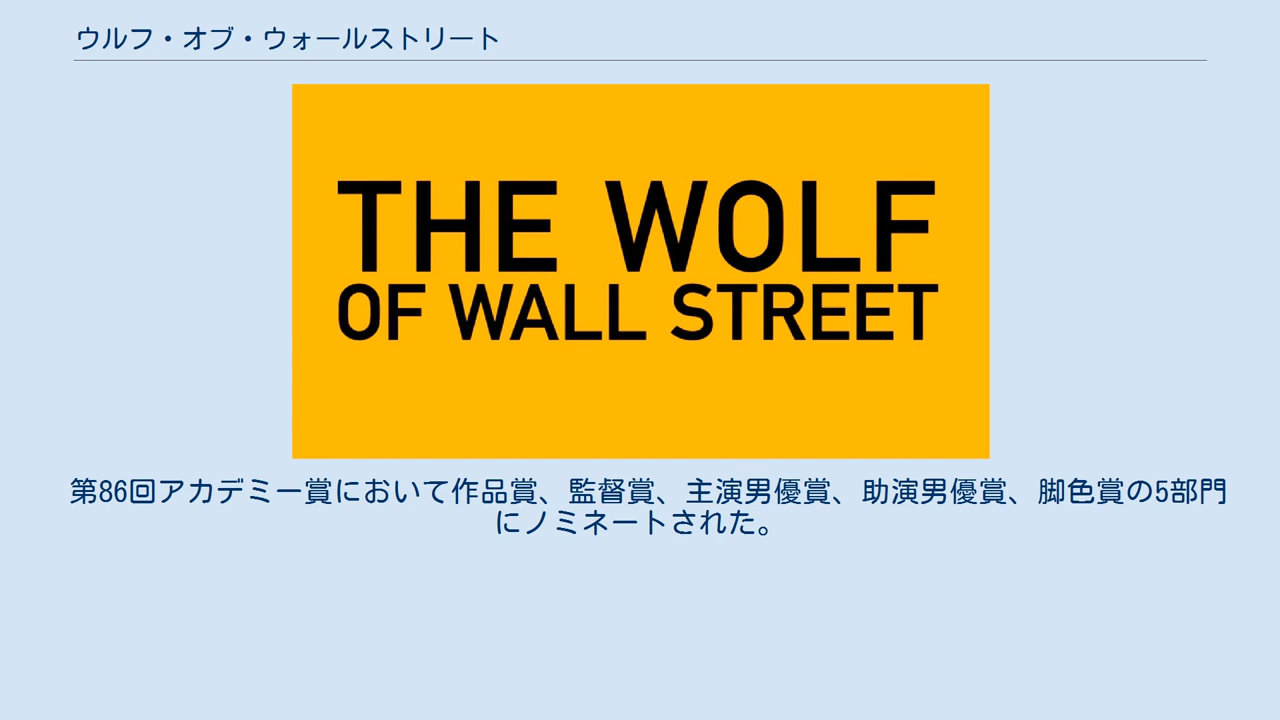 ウルフ・オブ・ウォールストリート
THE WOLF
OF WALL STREET
第86回アカデミー賞において作品賞、監督賞、主演男優賞、助演男優賞、脚色賞の5部門
にノミネートされた。